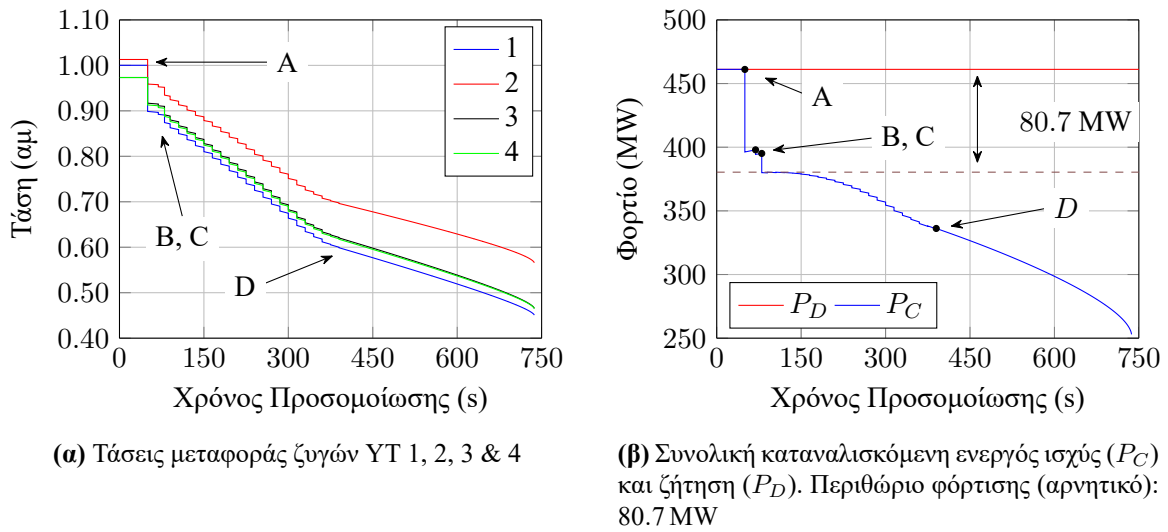 1.10
1.00
0.90
0.80
0.70
0.60
0.50
0.40
Τάση (αμ)
A
B, C
D
1
2
3
4
0 150 300 450 600 750
Χρόνος Προσομοίωσης (s)
(α) Τάσεις μεταφοράς ζυγών ΥΤ 1, 2, 3 & 4
500
450
400
350
300
250
Φορτίο (MW)
A
80.7 MW
B, C
D
P_D P_C
0 150 300 450 600 750
Χρόνος Προσομοίωσης (s)
(β) Συνολική καταναλισκόμενη ενεργός ισχύς (P_C)
και ζήτηση (P_D). Περιθώριο φόρτισης (αρνητικό):
80.7 MW